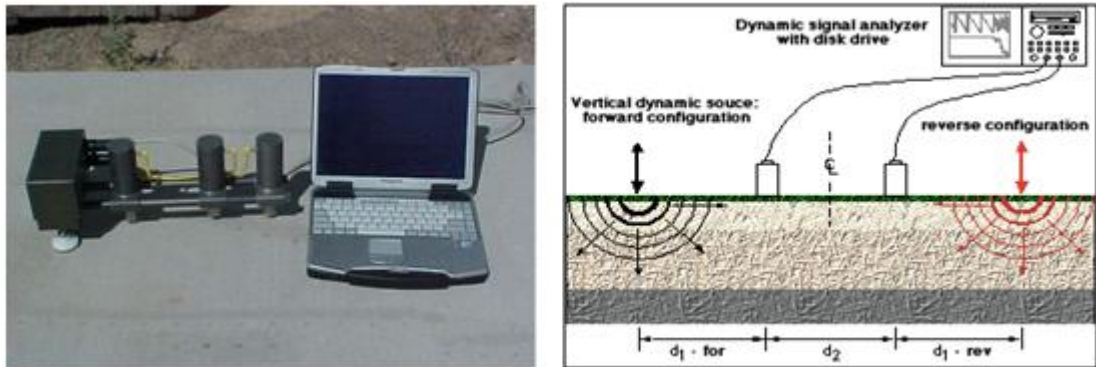 Dynamic signal analyzer
with disk drive
Vertical dynamic souce:
forward configuration
reverse configuration
℄
d₁ - for
d₂
d₁ - rev